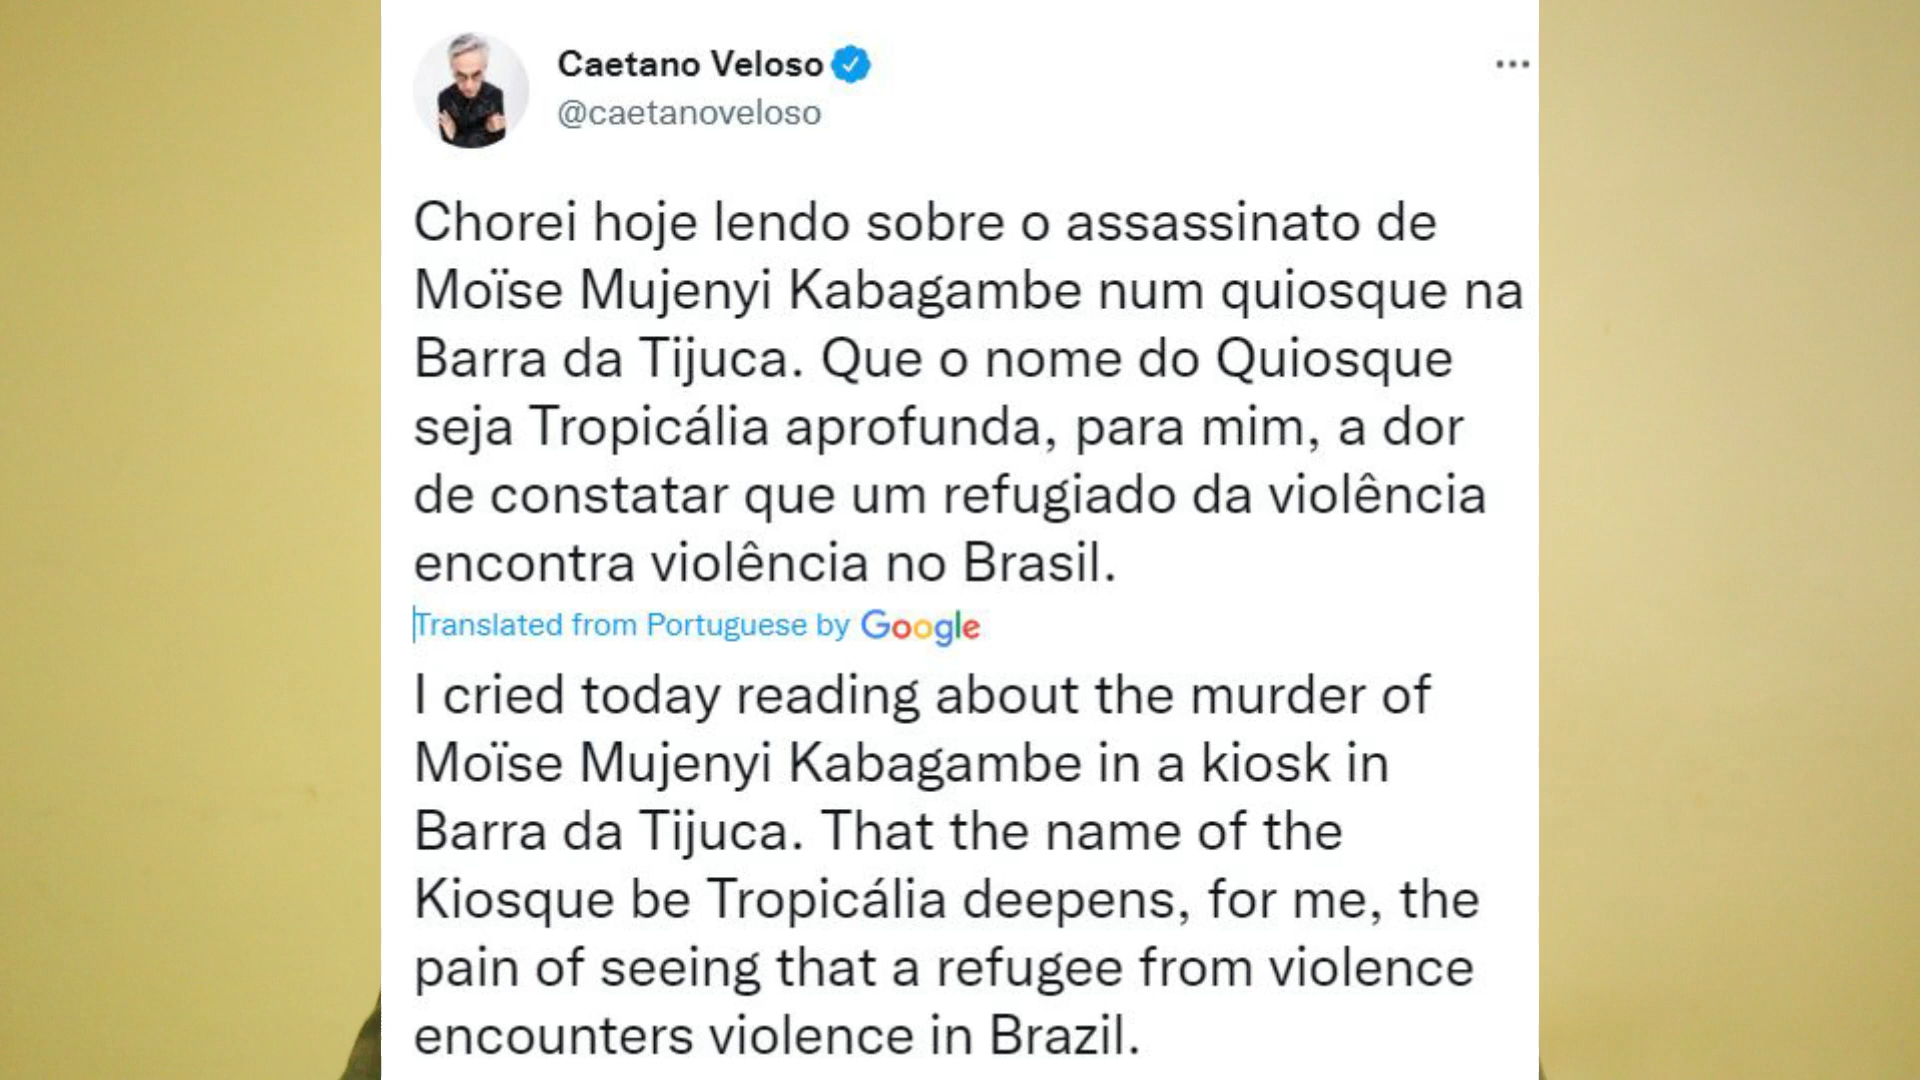 Caetano Veloso
@caetanoveloso
Chorei hoje lendo sobre o assassinato de
Moïse Mujenyi Kabagambe num quiosque na
Barra da Tijuca. Que o nome do Quiosque
seja Tropicália aprofunda, para mim, a dor
de constatar que um refugiado da violência
encontra violência no Brasil.
Translated from Portuguese by Google
I cried today reading about the murder of
Moïse Mujenyi Kabagambe in a kiosk in
Barra da Tijuca. That the name of the
Kiosque be Tropicália deepens, for me, the
pain of seeing that a refugee from violence
encounters violence in Brazil.